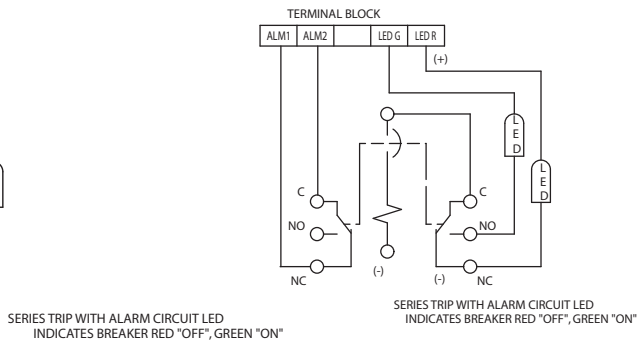 TERMINAL BLOCK
ALM1 ALM2 LED G LED R
(+)
L
E
D
L
E
D
C
C
NO
NO
(-)
(-)
NC
NC
SERIES TRIP WITH ALARM CIRCUIT LED
INDICATES BREAKER RED "OFF", GREEN "ON"
SERIES TRIP WITH ALARM CIRCUIT LED
INDICATES BREAKER RED "OFF", GREEN "ON"